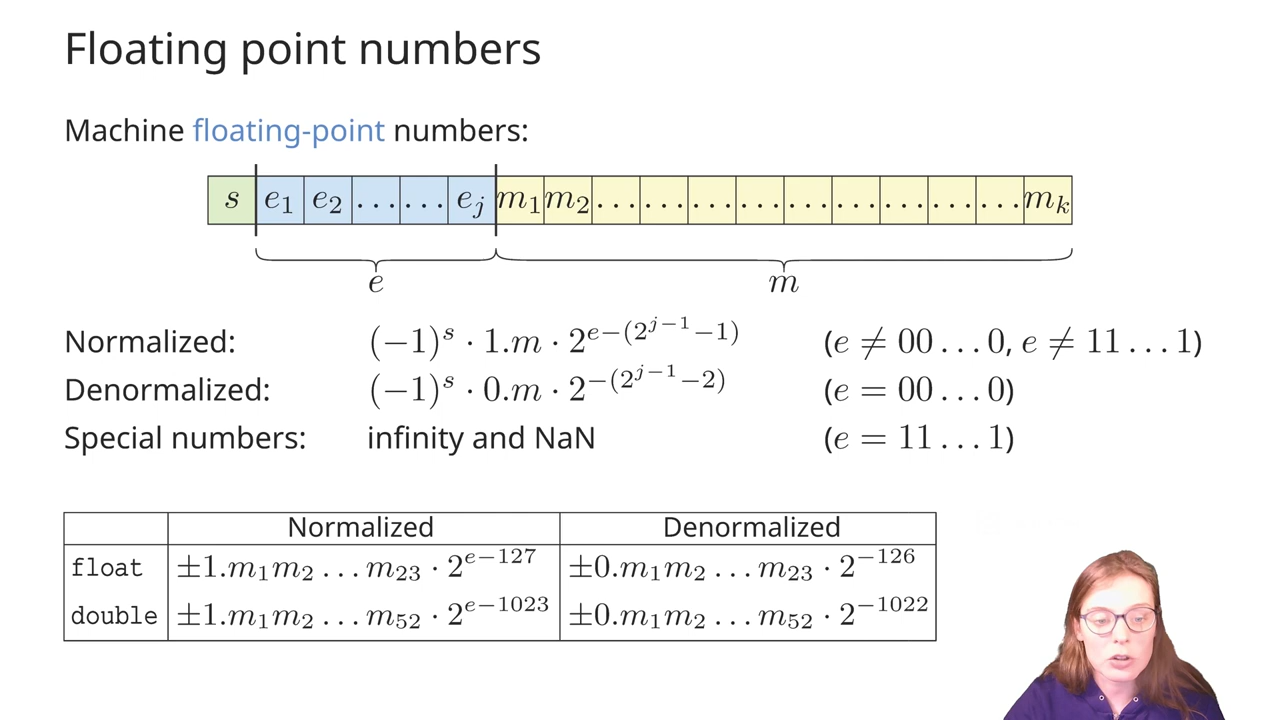 Floating point numbers
Machine floating-point numbers:
s e₁ e₂ ... ... eⱼ m₁ m₂ ... ... ... ... ... ... ... ... ... mₖ
e m
Normalized: (−1)^s · 1.m · 2^{e−(2^{j−1}−1)} (e ≠ 00...0, e ≠ 11...1)
Denormalized: (−1)^s · 0.m · 2^{−(2^{j−1}−2)} (e = 00...0)
Special numbers: infinity and NaN (e = 11...1)
Normalized Denormalized
float ±1.m₁m₂...m₂₃ · 2^{e−127} ±0.m₁m₂...m₂₃ · 2^{−126}
double ±1.m₁m₂...m₅₂ · 2^{e−1023} ±0.m₁m₂...m₅₂ · 2^{−1022}